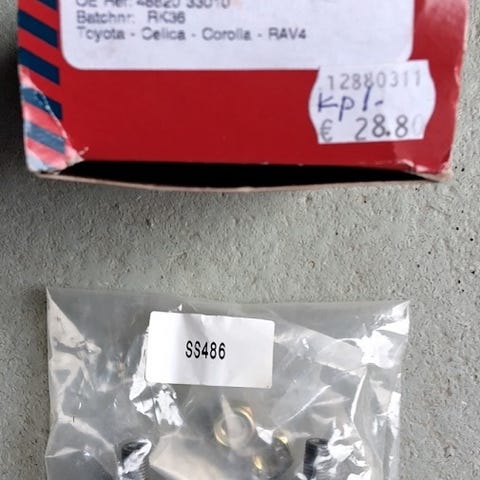 OE Ref: 48820 33010
Batchnr: RK36
Toyota - Celica - Corolla - RAV4
12880311
kpl-
€ 28.80
SS486